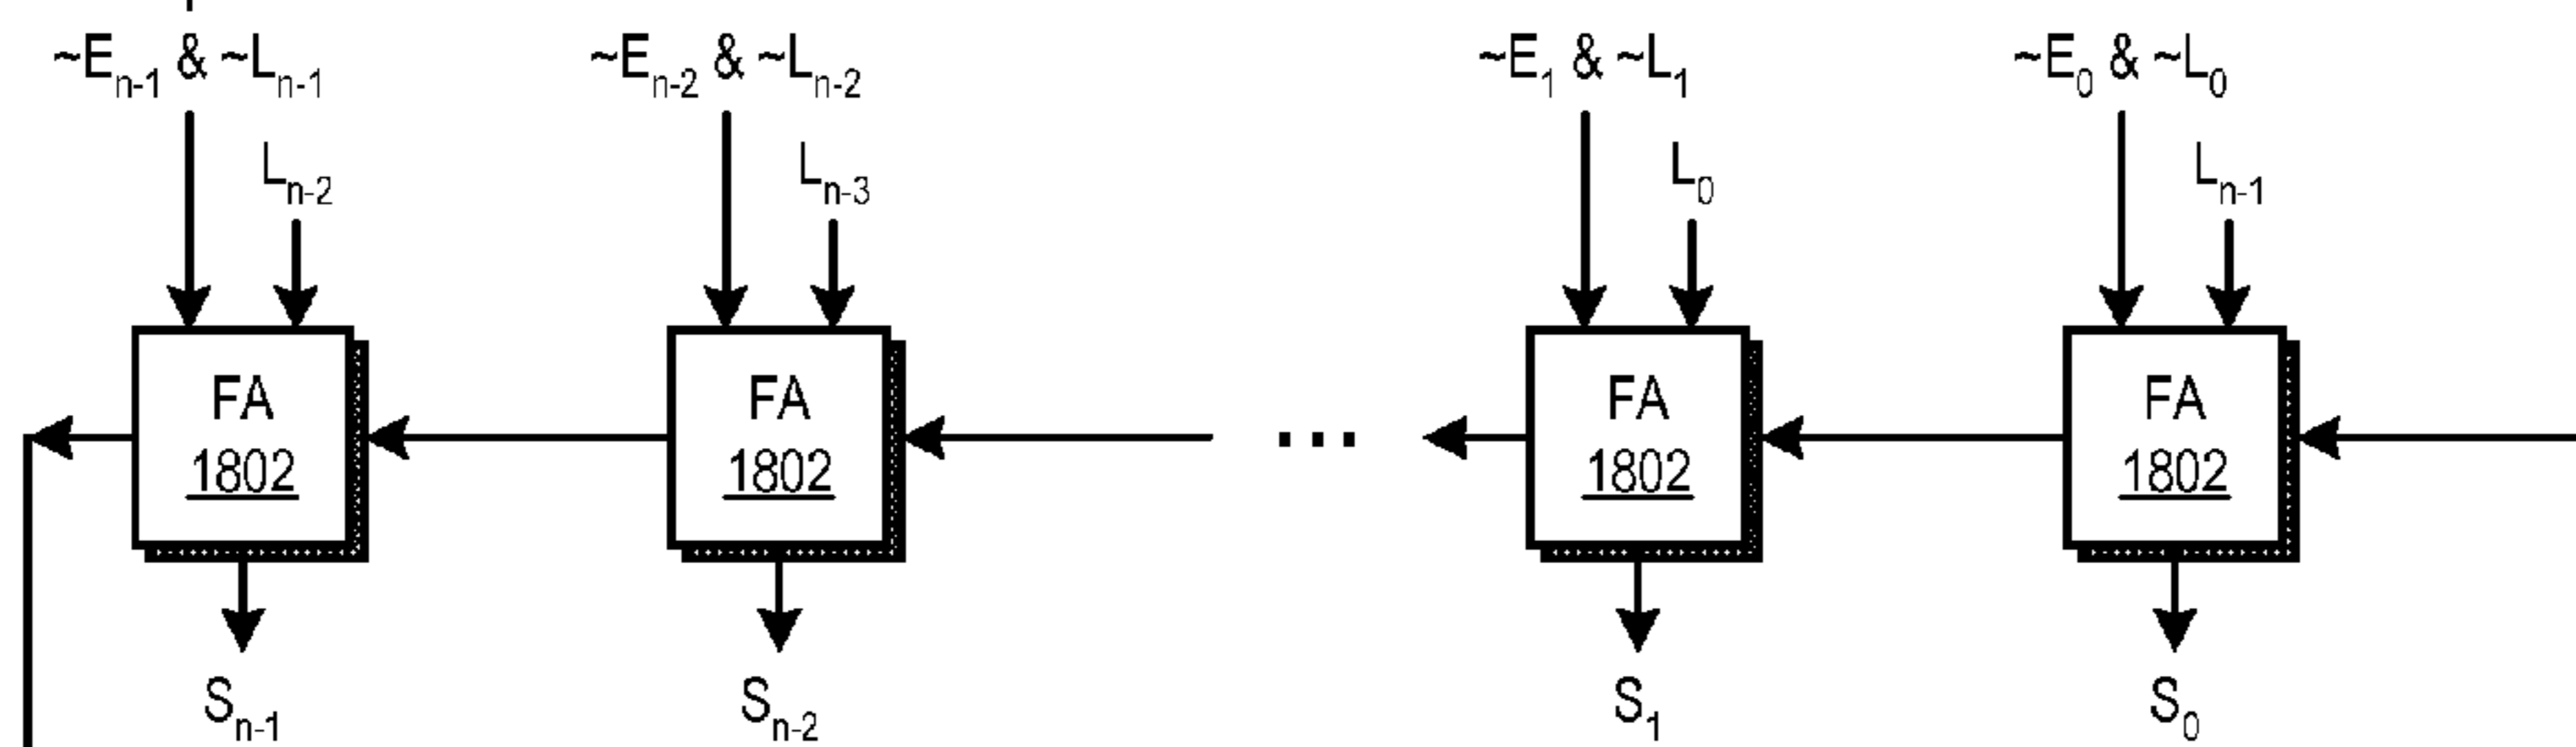 ~Eₙ₋₁ & ~Lₙ₋₁ ~Eₙ₋₂ & ~Lₙ₋₂ ~E₁ & ~L₁ ~E₀ & ~L₀
Lₙ₋₂ Lₙ₋₃ L₀ Lₙ₋₁
FA FA ... FA FA
1802 1802 1802 1802
Sₙ₋₁ Sₙ₋₂ S₁ S₀